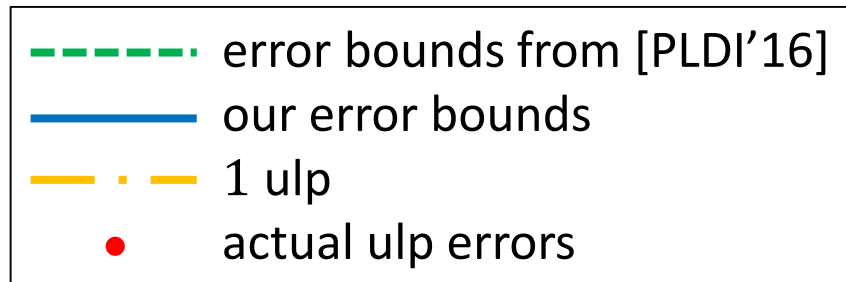 error bounds from [PLDI’16]
our error bounds
1 ulp
actual ulp errors